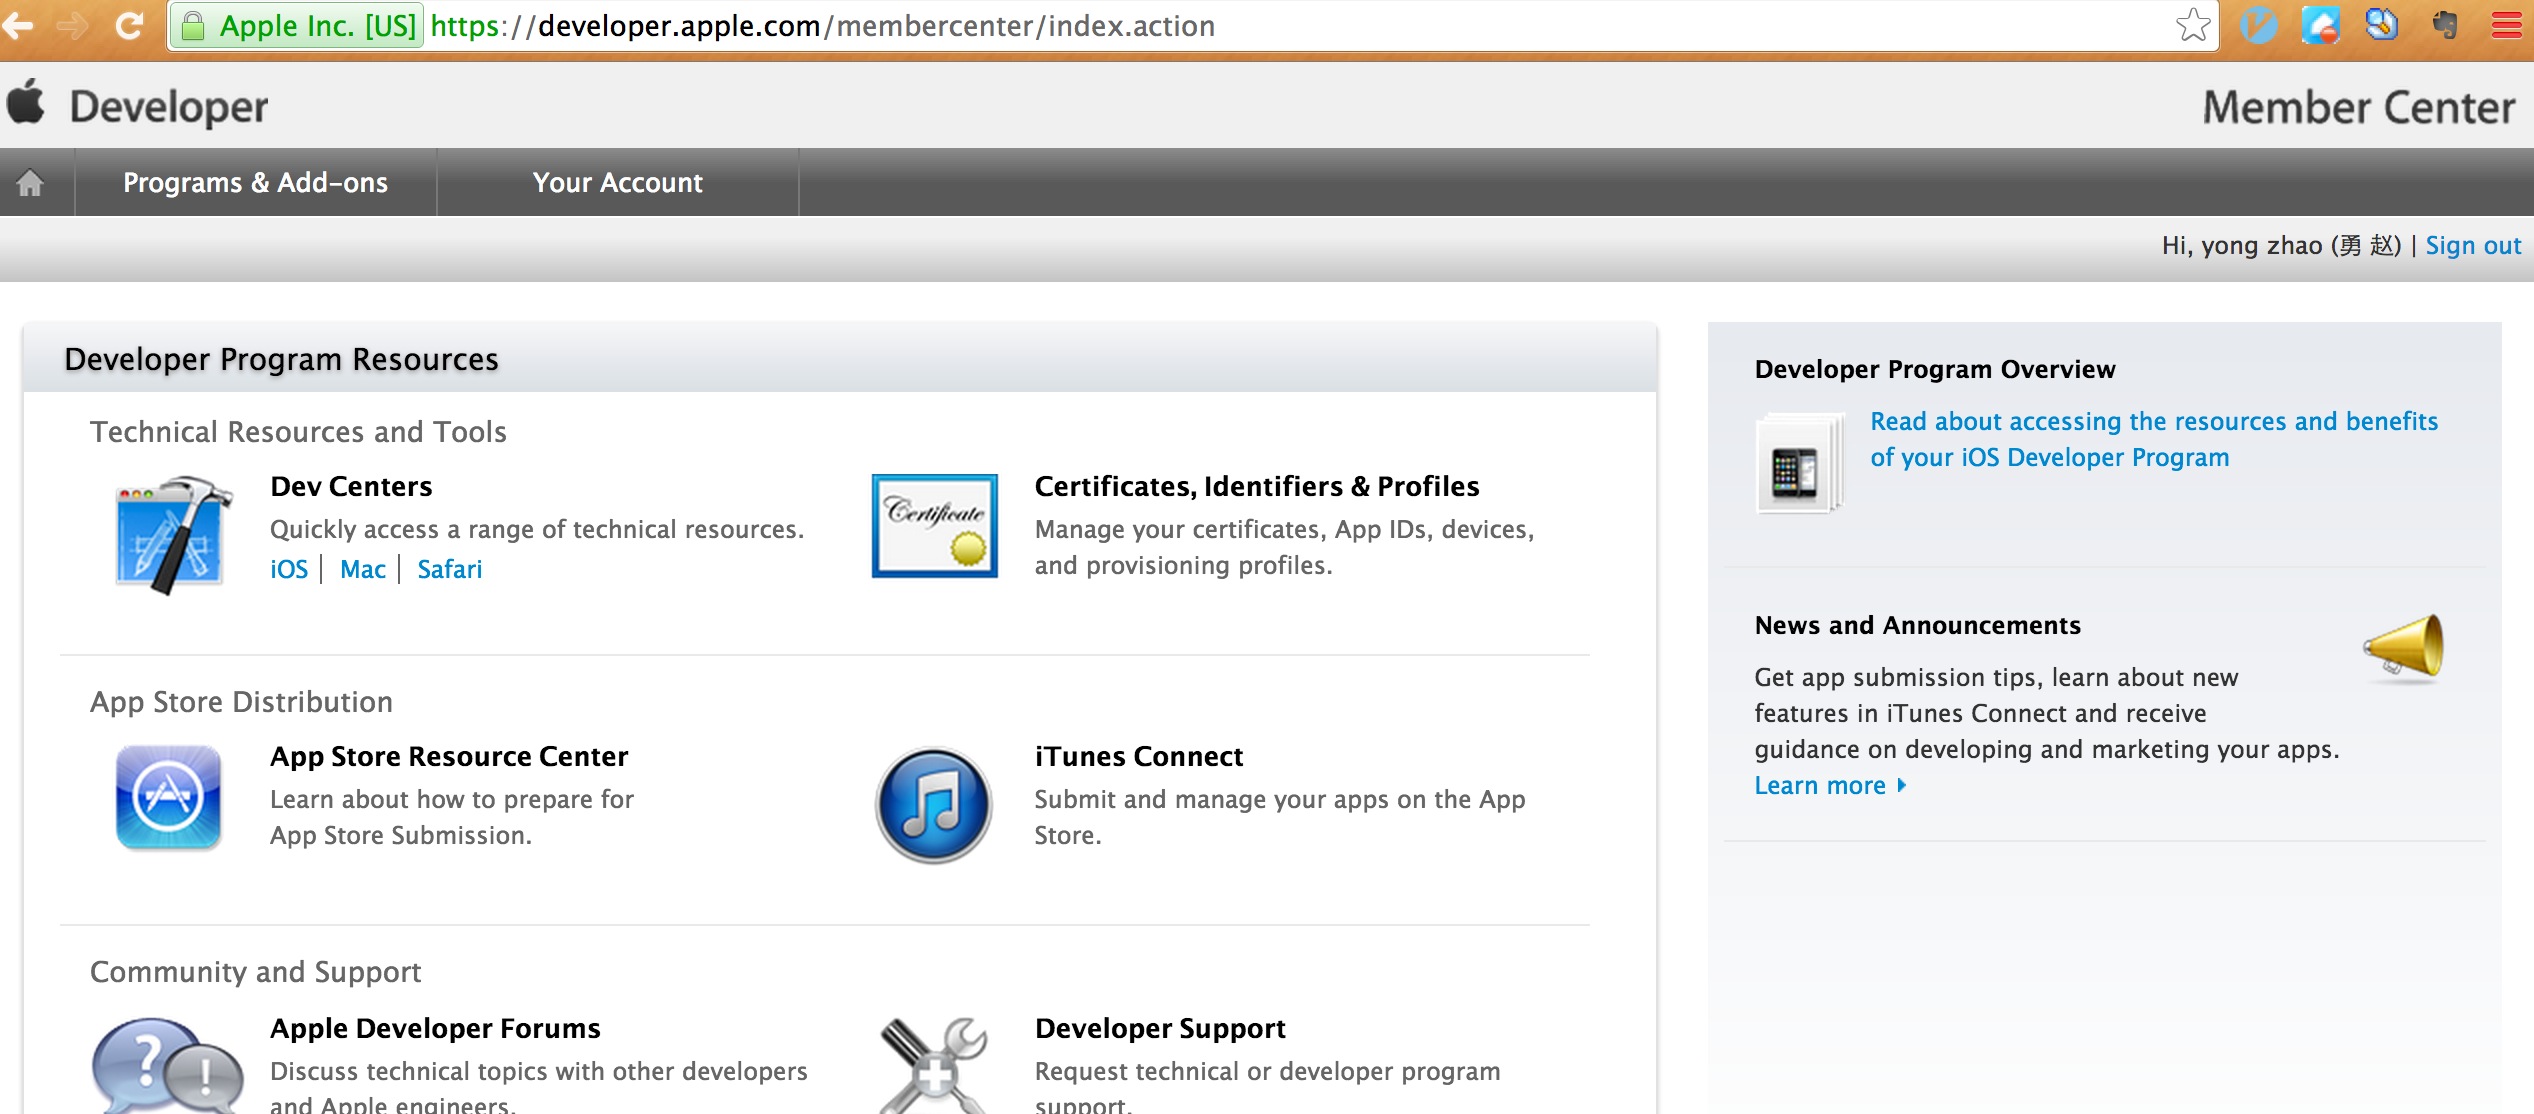 Apple Inc. [US] https://developer.apple.com/membercenter/index.action
Developer
Member Center
Programs & Add-ons
Your Account
Hi, yong zhao (勇 赵) | Sign out
Developer Program Resources
Technical Resources and Tools
Dev Centers
Quickly access a range of technical resources.
iOS | Mac | Safari
Certificate
Certificates, Identifiers & Profiles
Manage your certificates, App IDs, devices,
and provisioning profiles.
App Store Distribution
App Store Resource Center
Learn about how to prepare for
App Store Submission.
iTunes Connect
Submit and manage your apps on the App
Store.
Community and Support
Apple Developer Forums
Discuss technical topics with other developers
and Apple engineers.
Developer Support
Request technical or developer program
support.
Developer Program Overview
Read about accessing the resources and benefits
of your iOS Developer Program
News and Announcements
Get app submission tips, learn about new
features in iTunes Connect and receive
guidance on developing and marketing your apps.
Learn more